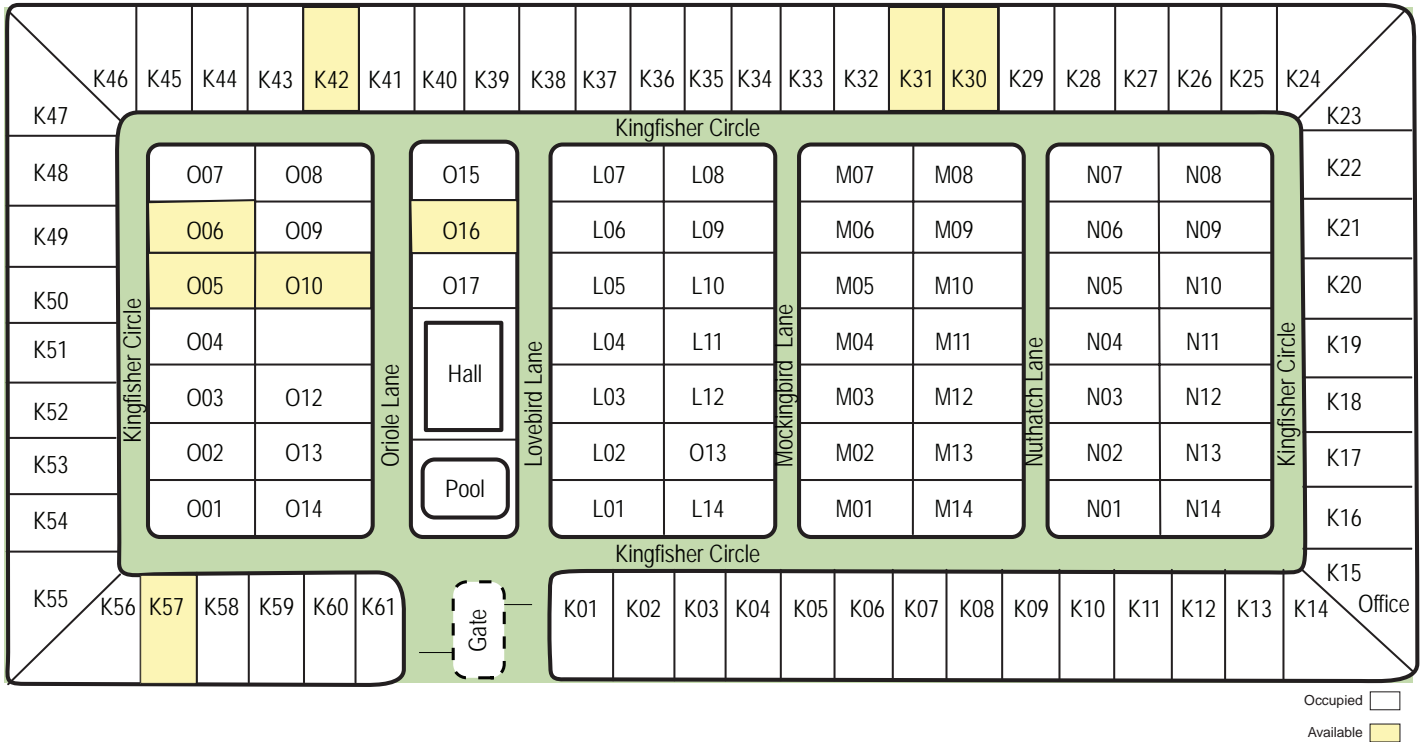 K46 K45 K44 K43 K42 K41 K40 K39 K38 K37 K36 K35 K34 K33 K32 K31 K30 K29 K28 K27 K26 K25 K24
K47 K23
Kingfisher Circle
K48 O07 O08 O15 L07 L08 M07 M08 N07 N08 K22
K49 O06 O09 O16 L06 L09 M06 M09 N06 N09 K21
K50 O05 O10 O17 L05 L10 M05 M10 N05 N10 K20
K51 O04 L04 L11 M04 M11 N04 N11 K19
Hall
K52 O03 O12 L03 L12 M03 M12 N03 N12 K18
Kingfisher Circle
Oriole Lane
Lovebird Lane
Mockingbird Lane
Nuthatch Lane
Kingfisher Circle
K53 O02 O13 L02 O13 M02 M13 N02 N13 K17
Pool
K54 O01 O14 L01 L14 M01 M14 N01 N14 K16
Kingfisher Circle
K15
Office
K55 K56 K57 K58 K59 K60 K61 Gate K01 K02 K03 K04 K05 K06 K07 K08 K09 K10 K11 K12 K13 K14
Occupied
Available